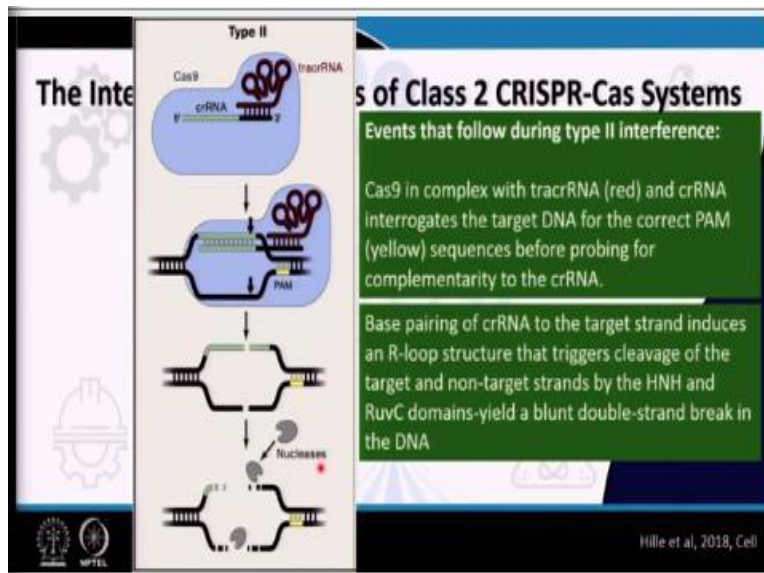 Type II
Cas9
tracrRNA
crRNA
5'
3'
The Inte
s of Class 2 CRISPR-Cas Systems
PAM
Nucleases
Events that follow during type II interference:
Cas9 in complex with tracrRNA (red) and crRNA
interrogates the target DNA for the correct PAM
(yellow) sequences before probing for
complementarity to the crRNA.
Base pairing of crRNA to the target strand induces
an R-loop structure that triggers cleavage of the
target and non-target strands by the HNH and
RuvC domains-yield a blunt double-strand break in
the DNA
NPTEL
Hille et al, 2018, Cell